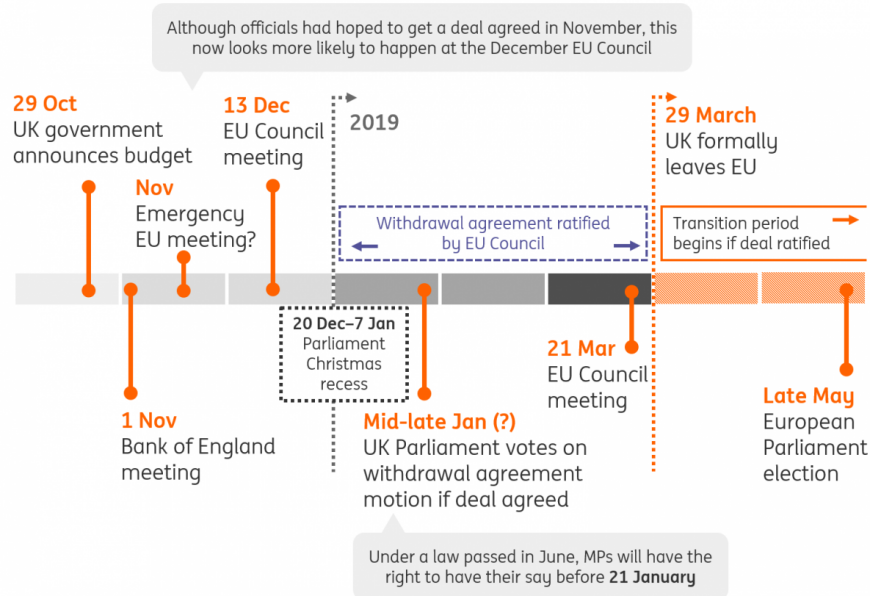 Although officials had hoped to get a deal agreed in November, this
now looks more likely to happen at the December EU Council
29 Oct
UK government
announces budget
Nov
Emergency
EU meeting?
13 Dec
EU Council
meeting
2019
29 March
UK formally
leaves EU
Withdrawal agreement ratified
by EU Council
Transition period
begins if deal ratified
20 Dec–7 Jan
Parliament
Christmas
recess
1 Nov
Bank of England
meeting
Mid-late Jan (?)
UK Parliament votes on
withdrawal agreement
motion if deal agreed
21 Mar
EU Council
meeting
Late May
European
Parliament
election
Under a law passed in June, MPs will have the
right to have their say before 21 January